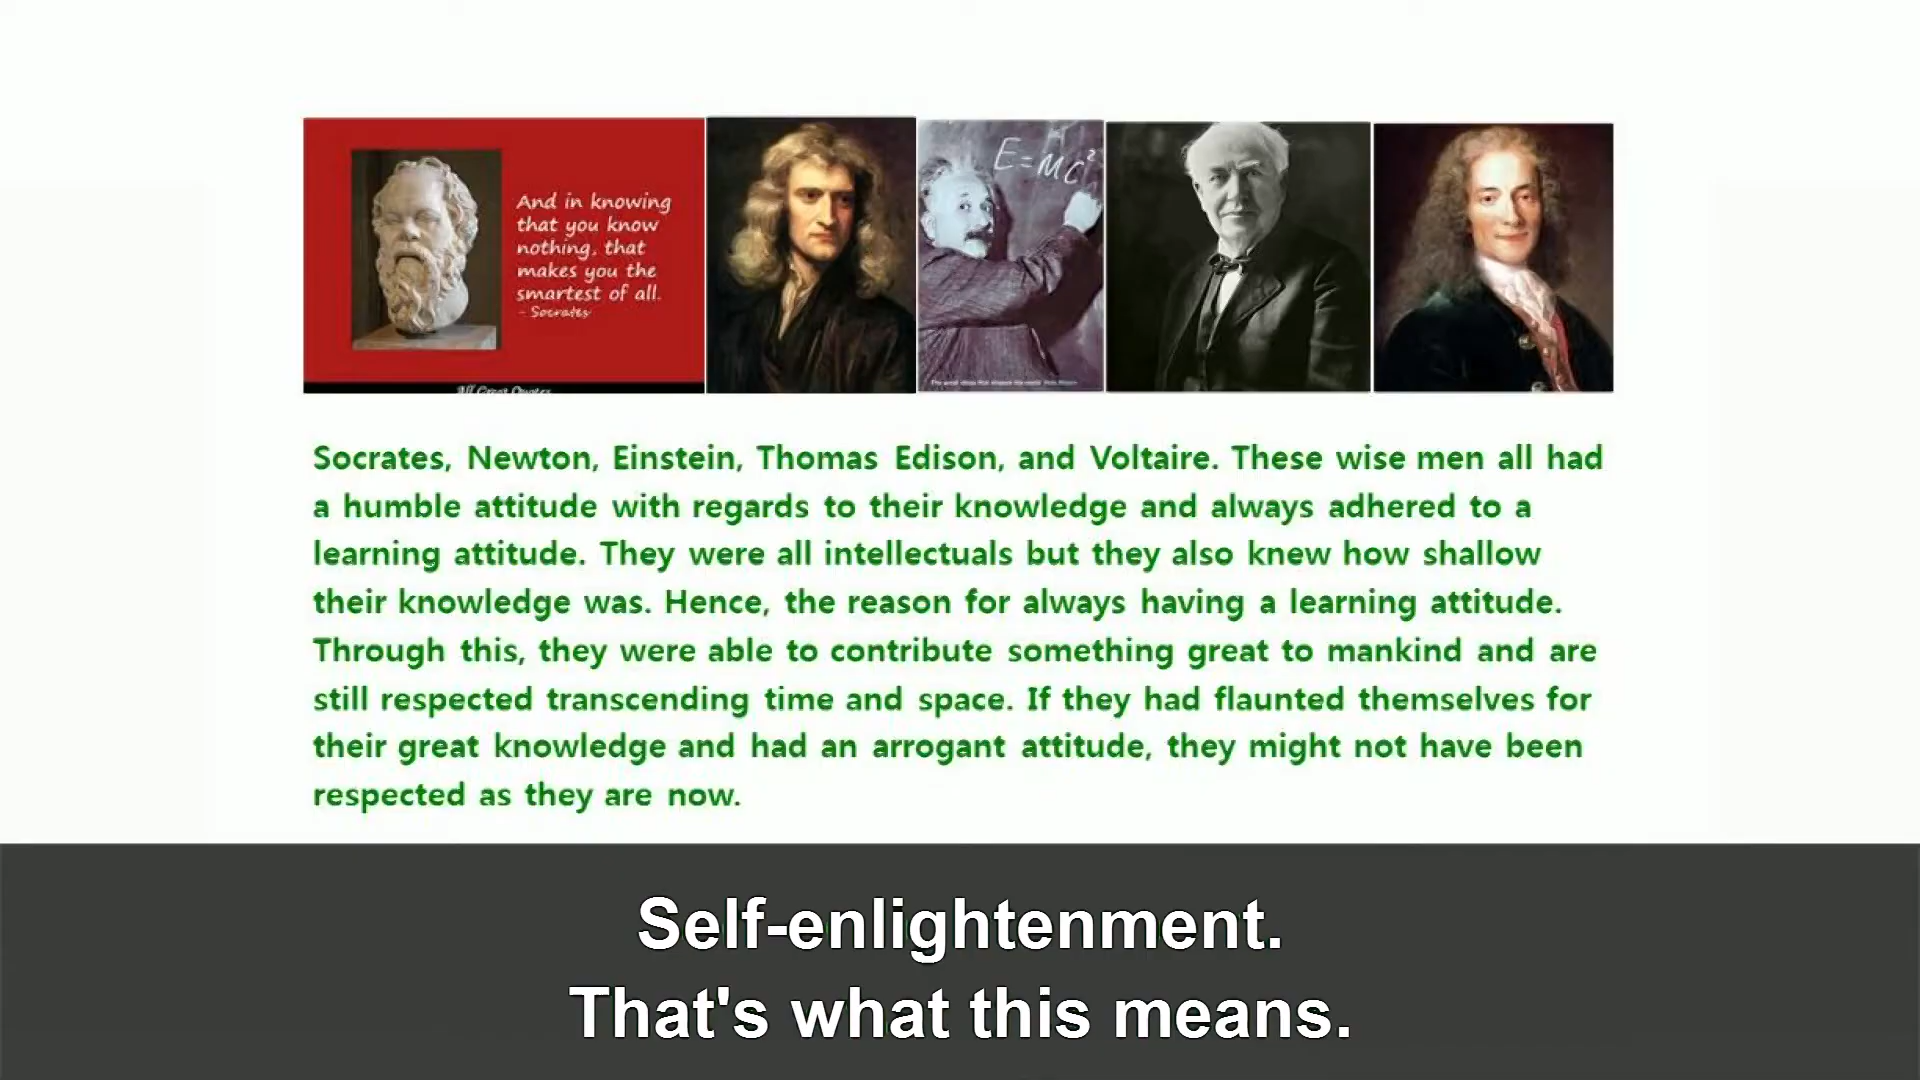 And in knowing
that you know
nothing, that
makes you the
smartest of all.
- Socrates
All Great Quotes
E=MC²
Socrates, Newton, Einstein, Thomas Edison, and Voltaire. These wise men all had
a humble attitude with regards to their knowledge and always adhered to a
learning attitude. They were all intellectuals but they also knew how shallow
their knowledge was. Hence, the reason for always having a learning attitude.
Through this, they were able to contribute something great to mankind and are
still respected transcending time and space. If they had flaunted themselves for
their great knowledge and had an arrogant attitude, they might not have been
respected as they are now.
Self-enlightenment.
That's what this means.